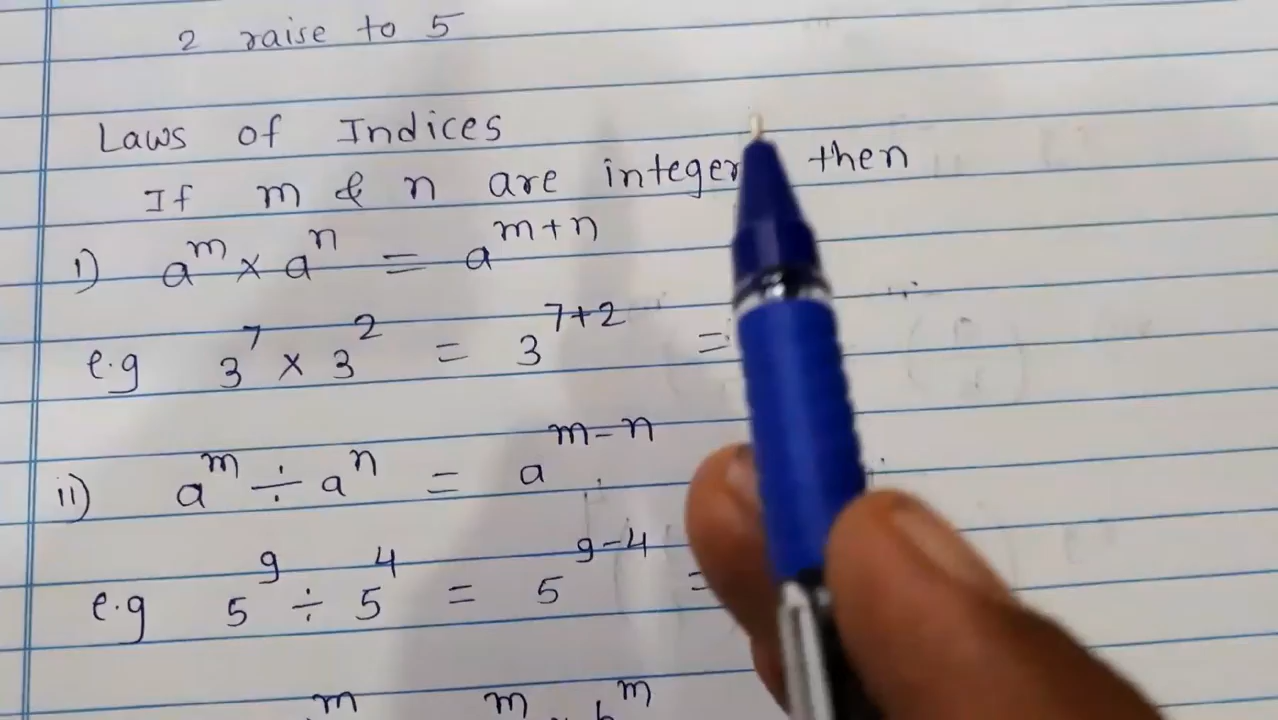 2 raise to 5
Laws of Indices
If m & n are integer then
i) a^m × a^n = a^(m+n)
e.g 3^7 × 3^2 = 3^(7+2) =
ii) a^m ÷ a^n = a^(m-n)
e.g 5^9 ÷ 5^4 = 5^(9-4) =
m m b^m